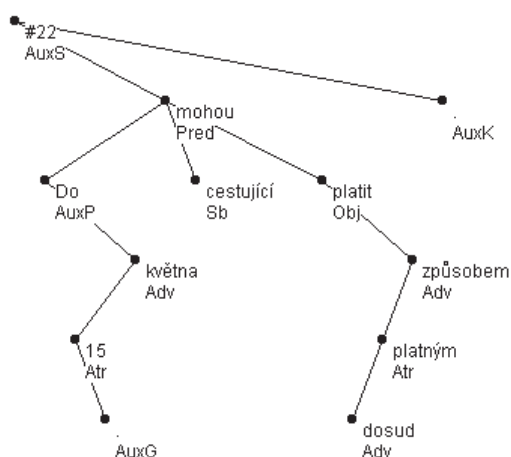 #22
AuxS
mohou
Pred
.
AuxK
Do
AuxP
cestující
Sb
platit
Obj
května
Adv
způsobem
Adv
15
Atr
platným
Atr
.
AuxG
dosud
Adv